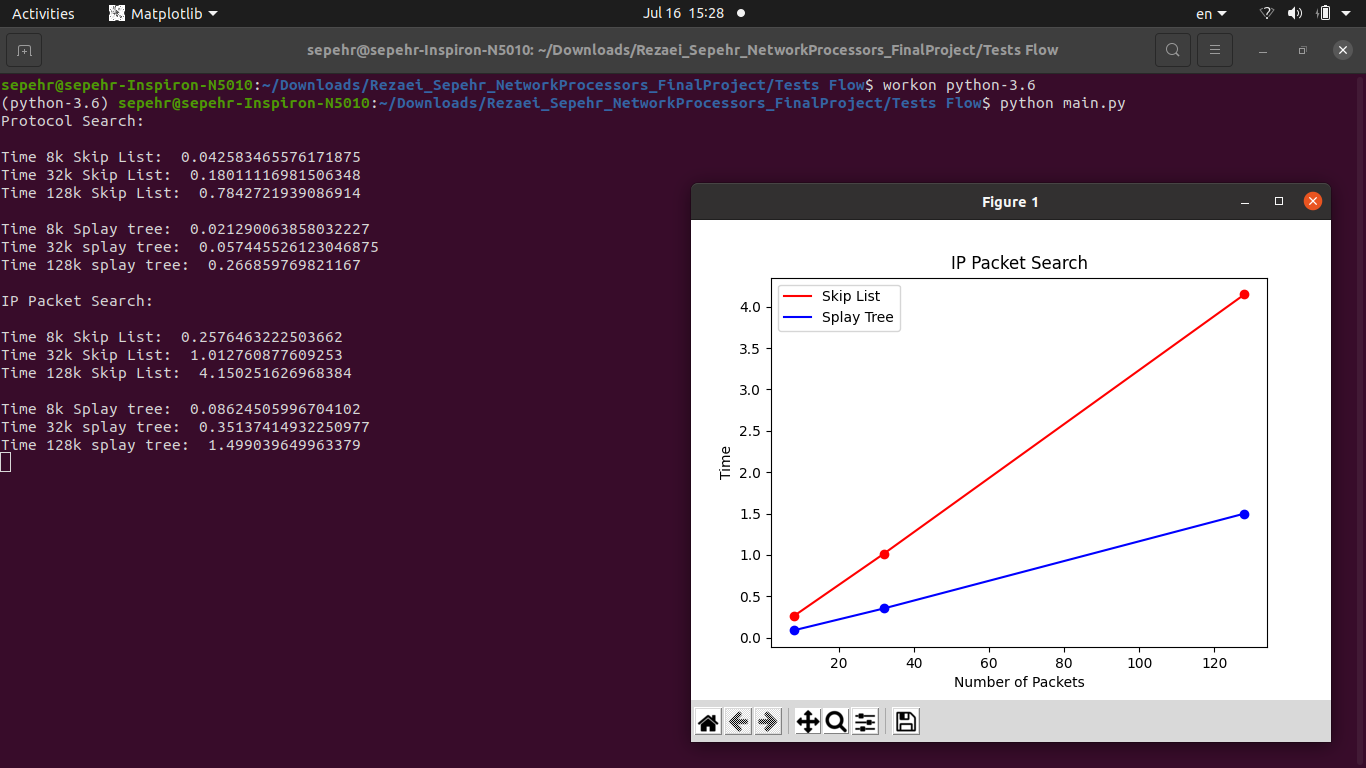 Activities Matplotlib Jul 16 15:28 en
sepehr@sepehr-Inspiron-N5010: ~/Downloads/Rezaei_Sepehr_NetworkProcessors_FinalProject/Tests Flow
sepehr@sepehr-Inspiron-N5010:~/Downloads/Rezaei_Sepehr_NetworkProcessors_FinalProject/Tests Flow$ workon python-3.6
(python-3.6) sepehr@sepehr-Inspiron-N5010:~/Downloads/Rezaei_Sepehr_NetworkProcessors_FinalProject/Tests Flow$ python main.py
Protocol Search:
Time 8k Skip List:  0.042583465576171875
Time 32k Skip List:  0.18011116981506348
Time 128k Skip List:  0.7842721939086914
Time 8k Splay tree:  0.021290063858032227
Time 32k splay tree:  0.057445526123046875
Time 128k splay tree:  0.266859769821167
IP Packet Search:
Time 8k Skip List:  0.2576463222503662
Time 32k Skip List:  1.012760877609253
Time 128k Skip List:  4.150251626968384
Time 8k Splay tree:  0.08624505996704102
Time 32k splay tree:  0.35137414932250977
Time 128k splay tree:  1.499039649963379
Figure 1
IP Packet Search
Skip List
Splay Tree
4.0
3.5
3.0
2.5
2.0
1.5
1.0
0.5
0.0
Time
20 40 60 80 100 120
Number of Packets